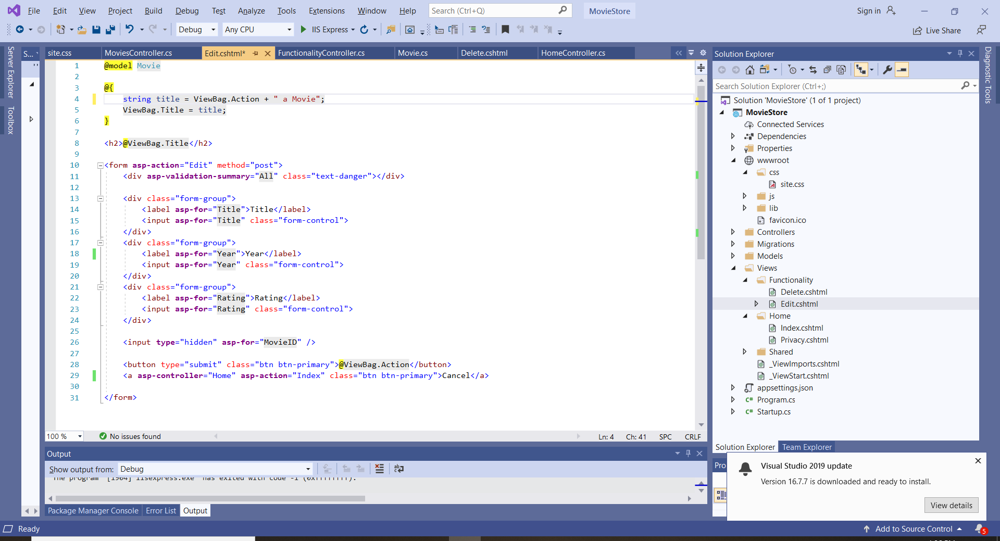 File Edit View Project Build Debug Test Analyze Tools Extensions Window Help Search (Ctrl+Q) MovieStore Sign in
Debug Any CPU IIS Express Live Share
Server Explorer
Toolbox
S...
site.css MoviesController.cs Edit.cshtml* FunctionalityController.cs Movie.cs Delete.cshtml HomeController.cs
1 @model Movie
2
3 @{
4 string title = ViewBag.Action + " a Movie";
5 ViewBag.Title = title;
6 }
7
8 <h2>@ViewBag.Title</h2>
9
10 <form asp-action="Edit" method="post">
11 <div asp-validation-summary="All" class="text-danger"></div>
12
13 <div class="form-group">
14 <label asp-for="Title">Title</label>
15 <input asp-for="Title" class="form-control">
16 </div>
17 <div class="form-group">
18 <label asp-for="Year">Year</label>
19 <input asp-for="Year" class="form-control">
20 </div>
21 <div class="form-group">
22 <label asp-for="Rating">Rating</label>
23 <input asp-for="Rating" class="form-control">
24 </div>
25
26 <input type="hidden" asp-for="MovieID" />
27
28 <button type="submit" class="btn btn-primary">@ViewBag.Action</button>
29 <a asp-controller="Home" asp-action="Index" class="btn btn-primary">Cancel</a>
30
31 </form>
100 % No issues found Ln: 4 Ch: 41 SPC CRLF
Output
Show output from: Debug
The program '[1904] iisexpress.exe' has exited with code -1 (0xffffffff).
Package Manager Console Error List Output
Solution Explorer
Search Solution Explorer (Ctrl+;)
Solution 'MovieStore' (1 of 1 project)
MovieStore
Connected Services
Dependencies
Properties
wwwroot
css
site.css
js
lib
favicon.ico
Controllers
Migrations
Models
Views
Functionality
Delete.cshtml
Edit.cshtml
Home
Index.cshtml
Privacy.cshtml
Shared
_ViewImports.cshtml
_ViewStart.cshtml
appsettings.json
C# Program.cs
C# Startup.cs
Solution Explorer Team Explorer
Diagnostic Tools
Pro
Visual Studio 2019 update
Version 16.7.7 is downloaded and ready to install.
View details
Ready Add to Source Control 5